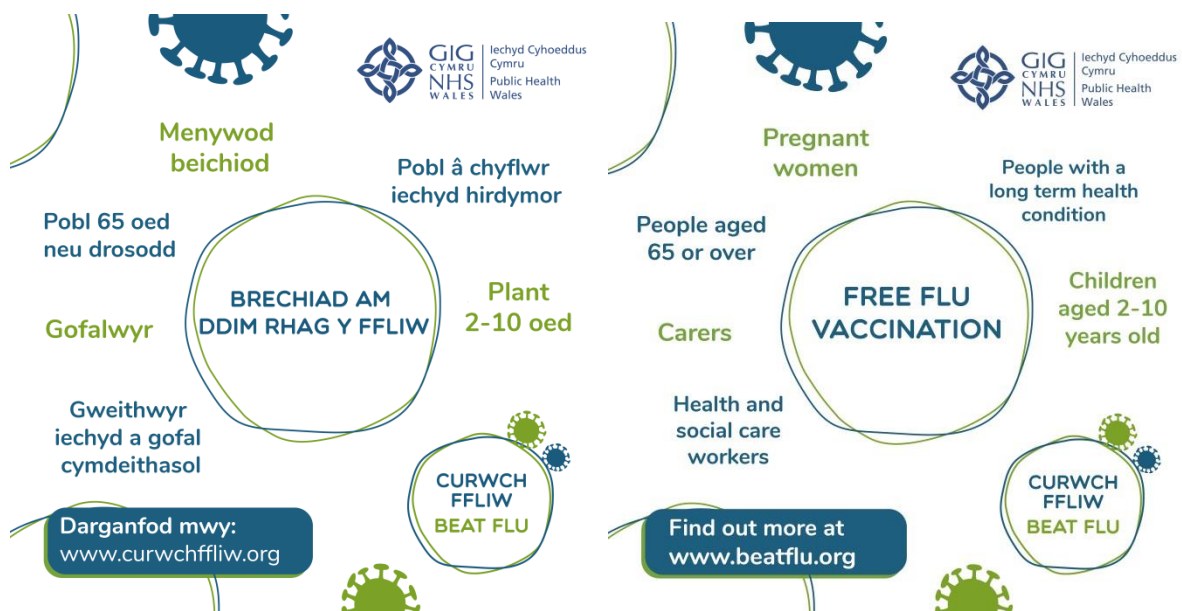 GIG
CYMRU
NHS
WALES
Iechyd Cyhoeddus
Cymru
Public Health
Wales
Menywod
beichiod
Pobl â chyflwr
iechyd hirdymor
Pobl 65 oed
neu drosodd
BRECHIAD AM
DDIM RHAG Y FFLIW
Plant
2-10 oed
Gofalwyr
Gweithwyr
iechyd a gofal
cymdeithasol
CURWCH
FFLIW
BEAT FLU
Darganfod mwy:
www.curwchffliw.org
GIG
CYMRU
NHS
WALES
Iechyd Cyhoeddus
Cymru
Public Health
Wales
Pregnant
women
People with a
long term health
condition
People aged
65 or over
FREE FLU
VACCINATION
Children
aged 2-10
years old
Carers
Health and
social care
workers
CURWCH
FFLIW
BEAT FLU
Find out more at
www.beatflu.org